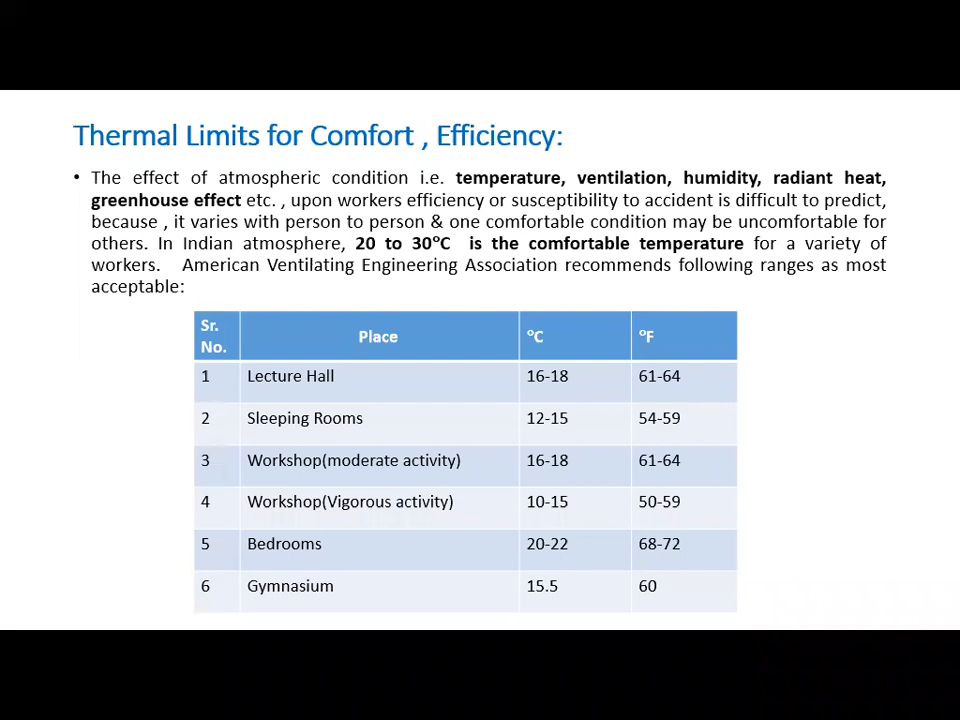 Thermal Limits for Comfort , Efficiency:
• The effect of atmospheric condition i.e. temperature, ventilation, humidity, radiant heat,
greenhouse effect etc. , upon workers efficiency or susceptibility to accident is difficult to predict,
because , it varies with person to person & one comfortable condition may be uncomfortable for
others. In Indian atmosphere, 20 to 30°C is the comfortable temperature for a variety of
workers. American Ventilating Engineering Association recommends following ranges as most
acceptable:
Sr. No. Place °C °F
1 Lecture Hall 16-18 61-64
2 Sleeping Rooms 12-15 54-59
3 Workshop(moderate activity) 16-18 61-64
4 Workshop(Vigorous activity) 10-15 50-59
5 Bedrooms 20-22 68-72
6 Gymnasium 15.5 60